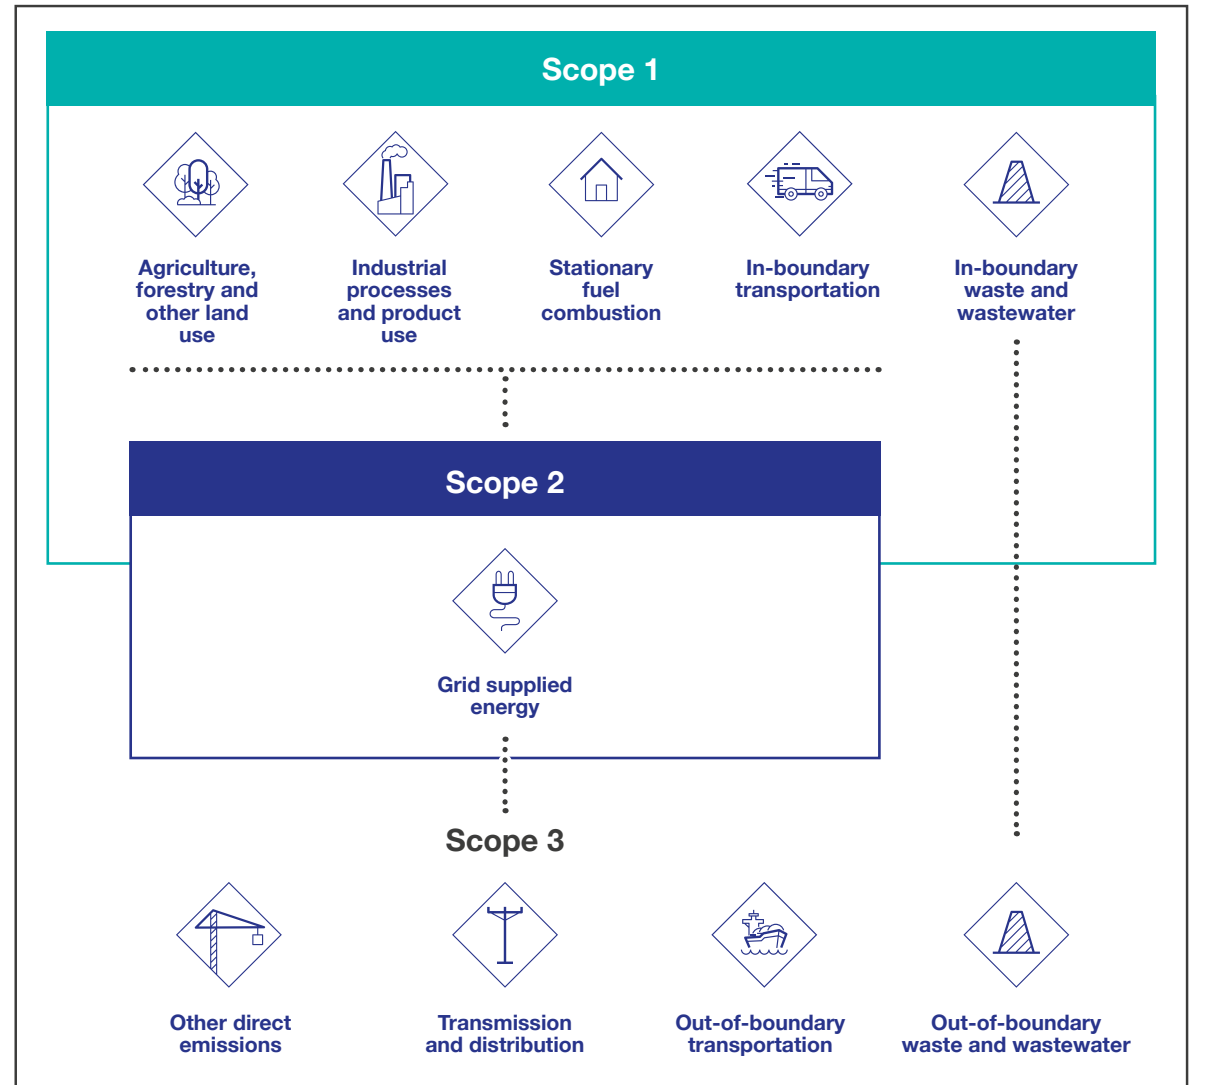 Scope 1
Agriculture,
forestry and
other land
use
Industrial
processes
and product
use
Stationary
fuel
combustion
In-boundary
transportation
In-boundary
waste and
wastewater
Scope 2
Grid supplied
energy
Scope 3
Other direct
emissions
Transmission
and distribution
Out-of-boundary
transportation
Out-of-boundary
waste and wastewater